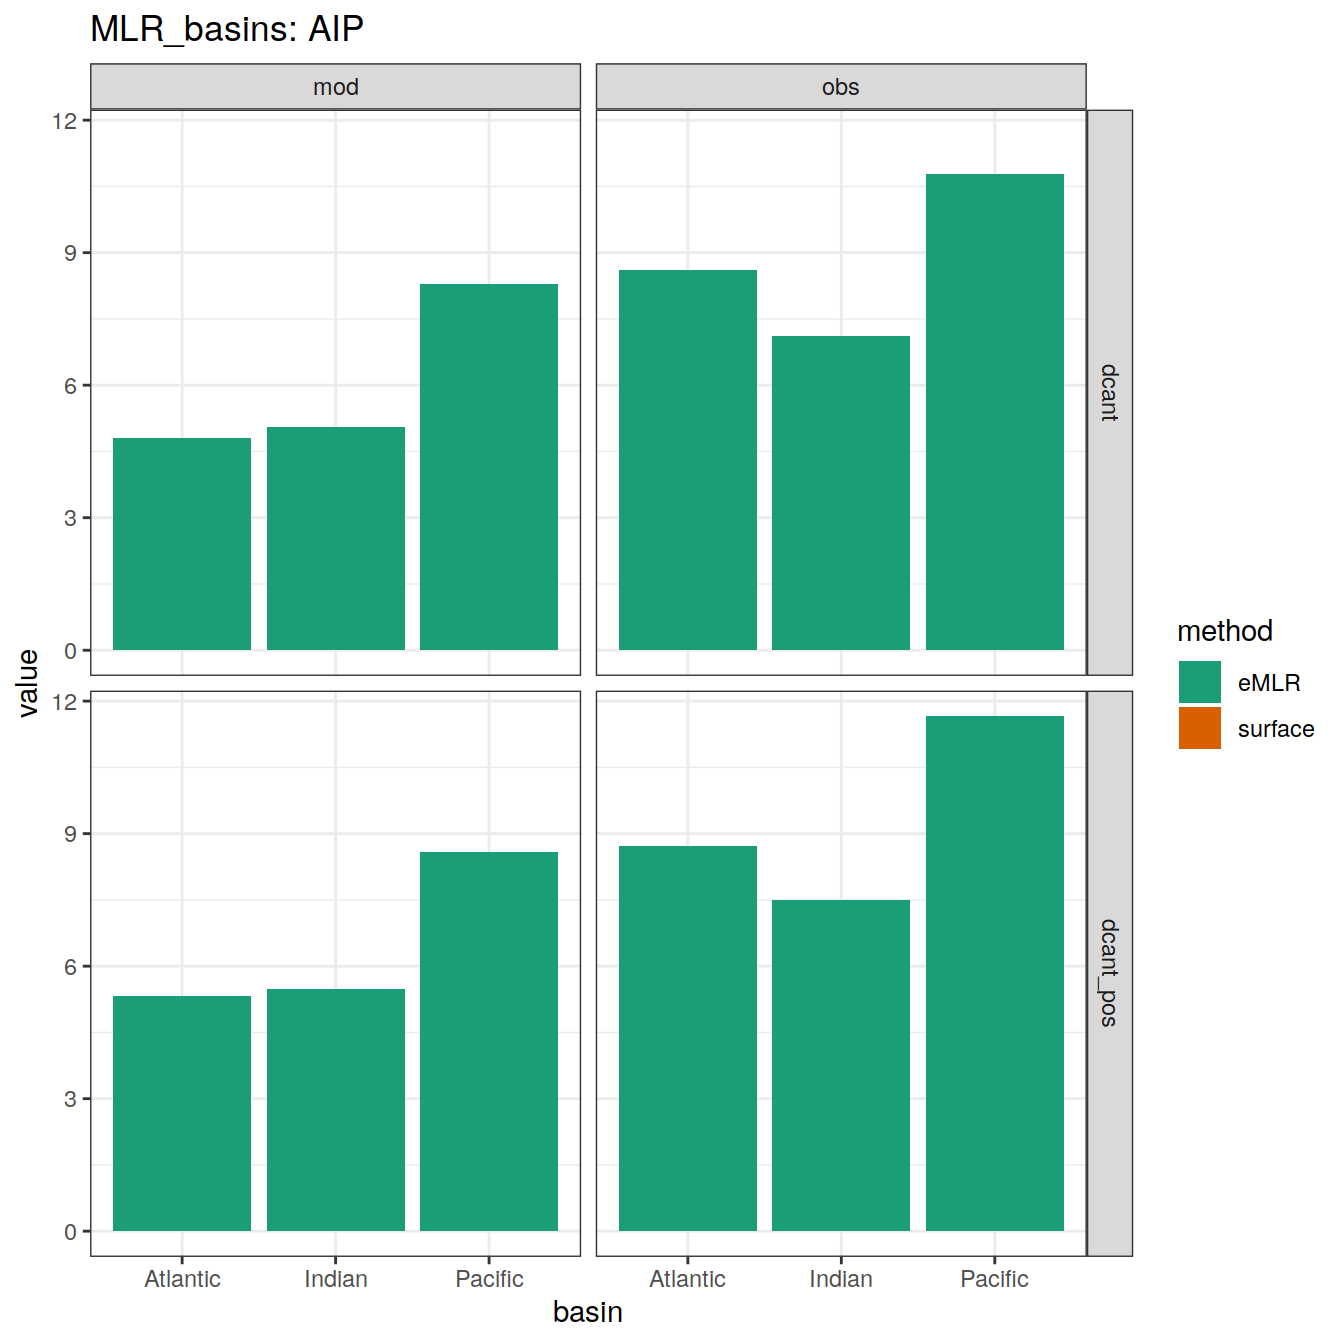 MLR_basins: AIP
mod
obs
12
9
6
3
0
dcant
value
12
9
6
3
0
dcant_pos
Atlantic
Indian
Pacific
Atlantic
Indian
Pacific
basin
method
eMLR
surface